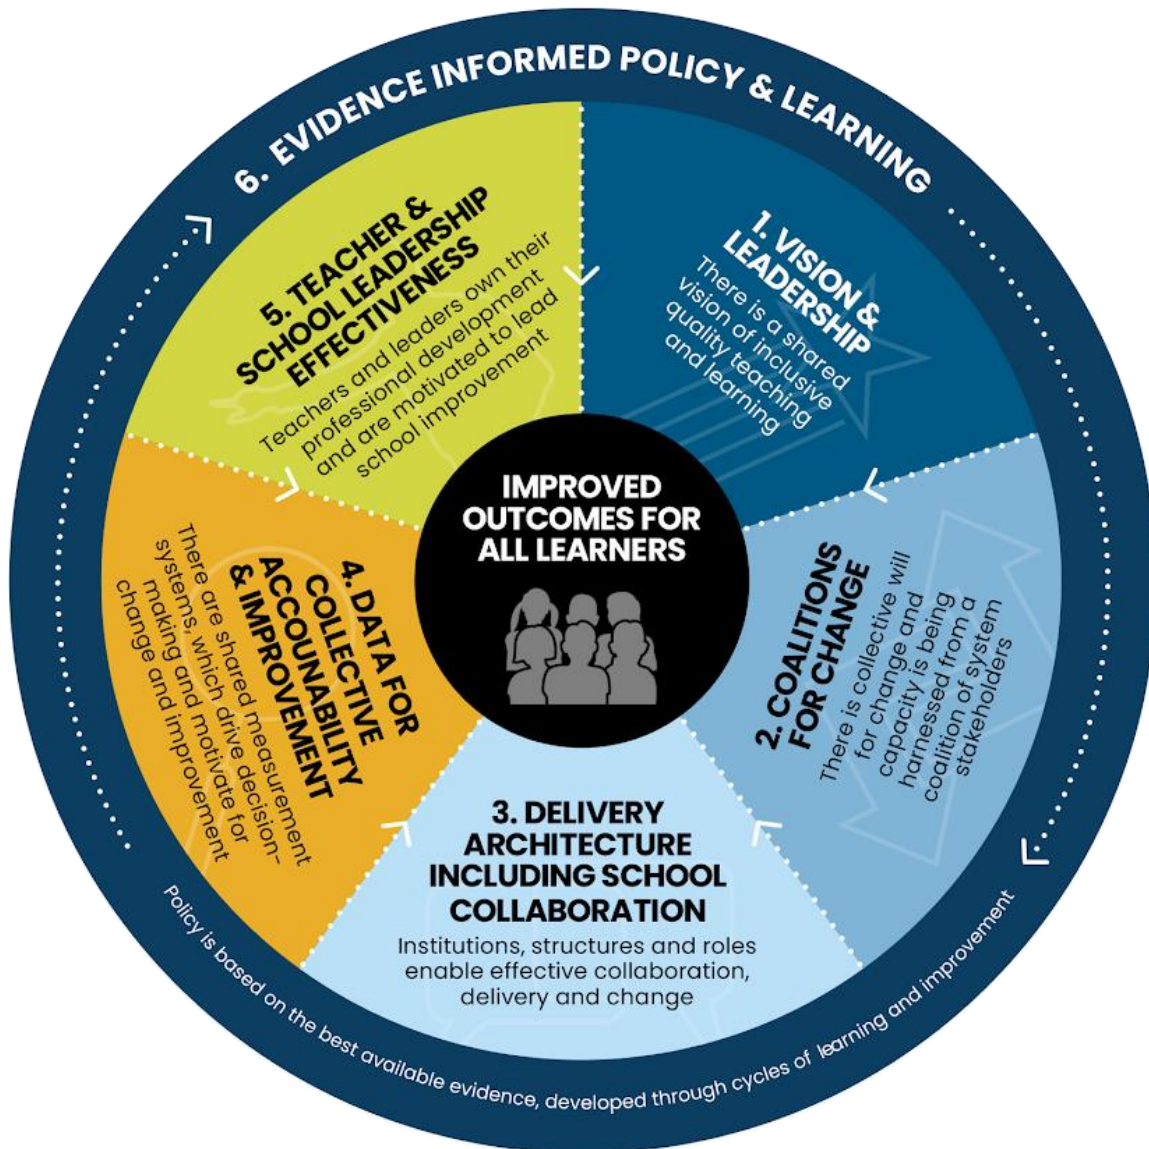 6. EVIDENCE INFORMED POLICY & LEARNING
1. VISION &
LEADERSHIP
There is a shared
vision of inclusive
quality teaching
and learning
2. COALITIONS
FOR CHANGE
There is collective will
for change and
capacity is being
harnessed from a
coalition of system
stakeholders
3. DELIVERY
ARCHITECTURE
INCLUDING SCHOOL
COLLABORATION
Institutions, structures and roles
enable effective collaboration,
delivery and change
4. DATA FOR
COLLECTIVE
ACCOUNABILITY
& IMPROVEMENT
There are shared measurement
systems, which drive decision-
making and motivate for
change and improvement
5. TEACHER &
SCHOOL LEADERSHIP
EFFECTIVENESS
Teachers and leaders own their
professional development
and are motivated to lead
school improvement
IMPROVED
OUTCOMES FOR
ALL LEARNERS
Policy is based on the best available evidence, developed through cycles of learning and improvement